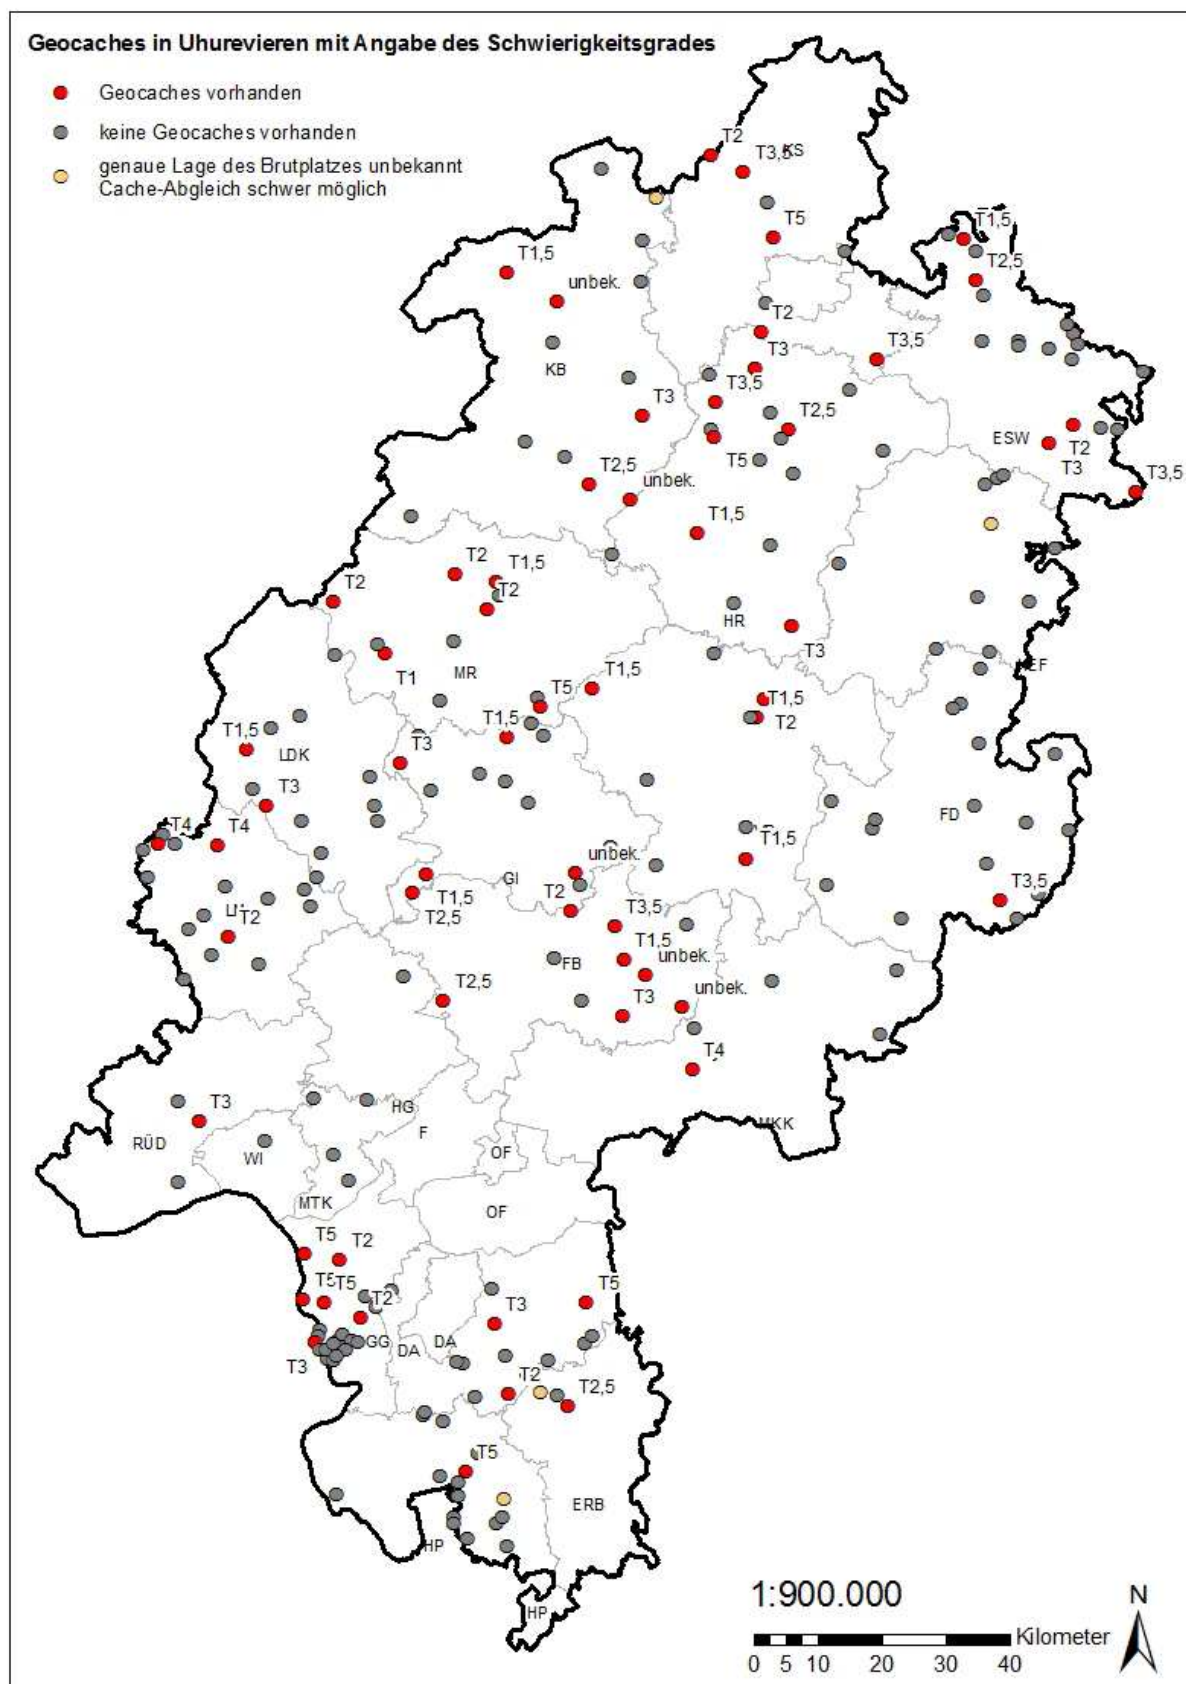 Geocaches in Uhurevieren mit Angabe des Schwierigkeitsgrades
Geocaches vorhanden
keine Geocaches vorhanden
genaue Lage des Brutplatzes unbekannt
Cache-Abgleich schwer möglich
T2
T3,5
KS
T5
T1,5
T2,5
T1,5
unbek.
T2
T3
T3,5
KB
T3,5
T3
T2,5
ESW
T2
T5
T3
T2,5
unbek.
T3,5
T1,5
T2
T1,5
T2
T2
HR
T3
T1
MR
T1,5
T5
T1,5
T2
T1,5
T1,5
LDK
T3
T3
FD
T4
T4
T1,5
unbek.
GI
T1,5
T2
T3,5
T2
T2,5
T3,5
T1,5
unbek.
FB
T2,5
unbek.
T3
T4
T3
HG
MKK
F
RÜD
WI
OF
MTK
OF
T5
T2
T5
T5
T2
T5
T3
GG
DA
DA
T3
T2
T2,5
T5
ERB
HP
HP
1:900.000
N
Kilometer
0 5 10 20 30 40